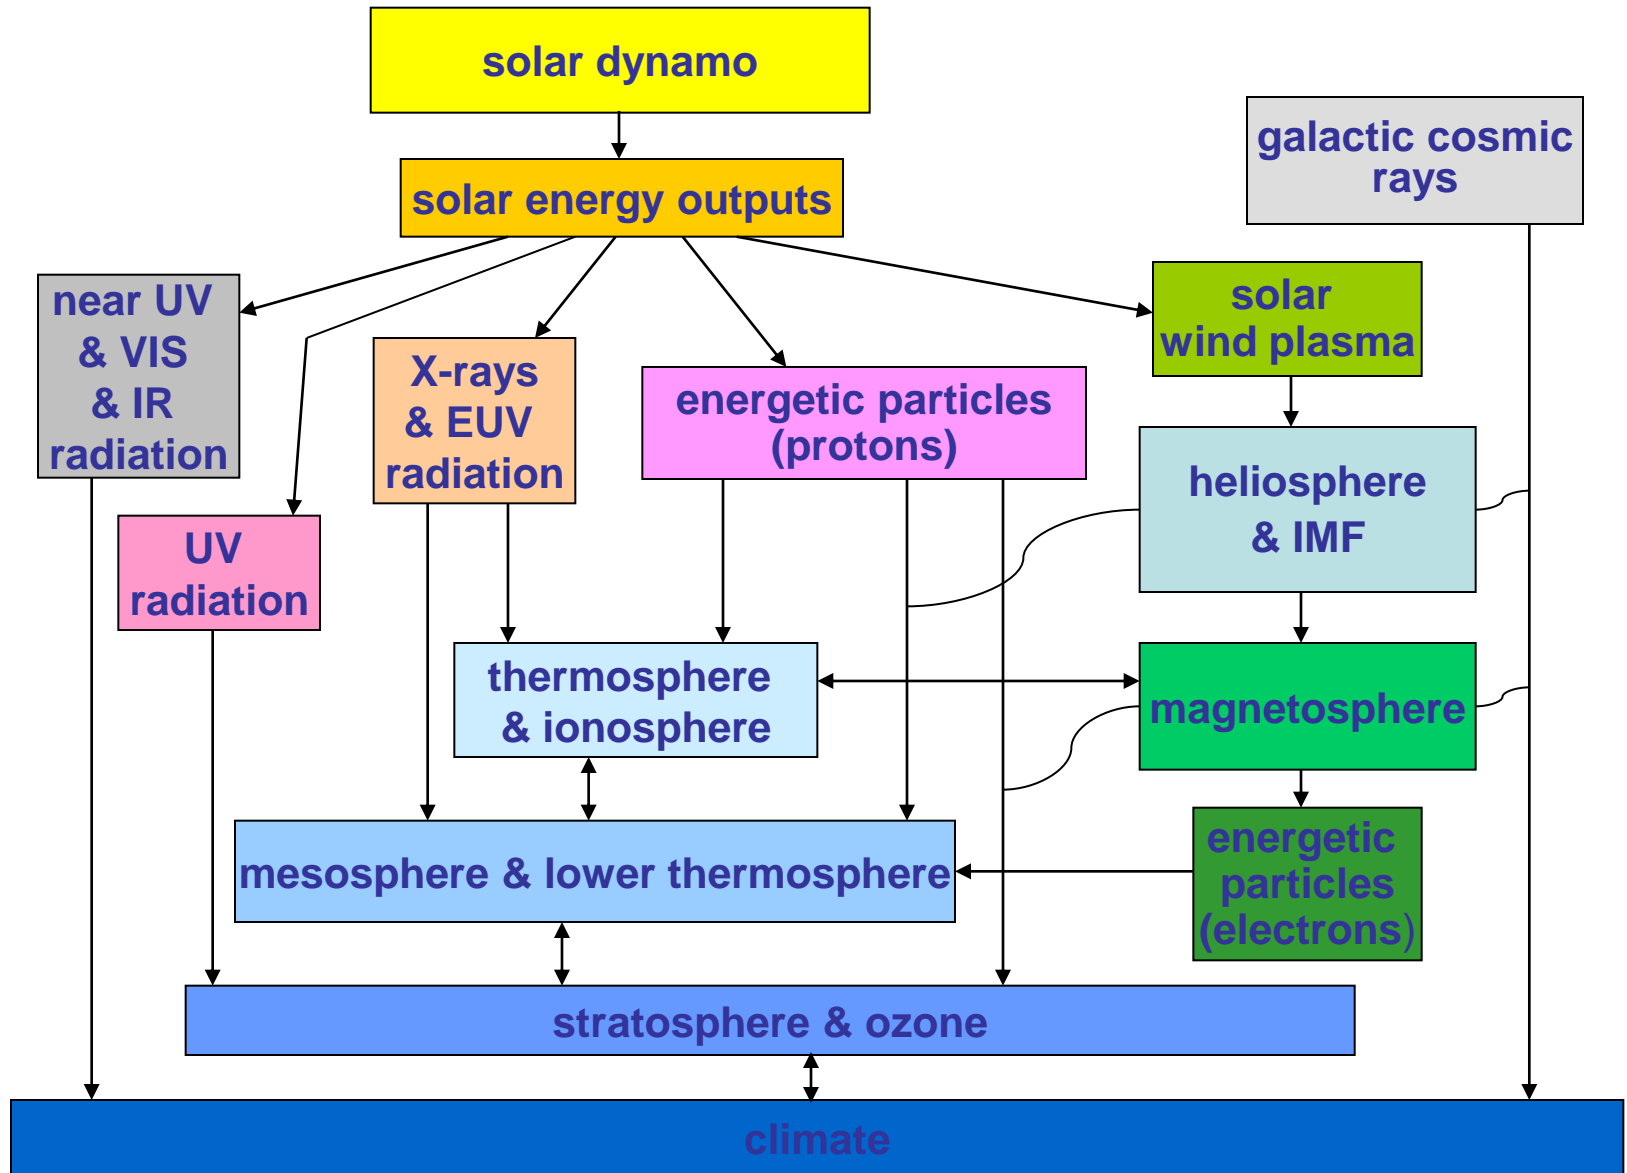 solar dynamo
galactic cosmic
rays
solar energy outputs
near UV
& VIS
& IR
radiation
solar
wind plasma
X-rays
& EUV
radiation
energetic particles
(protons)
heliosphere
& IMF
UV
radiation
thermosphere
& ionosphere
magnetosphere
mesosphere & lower thermosphere
energetic
particles
(electrons)
stratosphere & ozone
climate